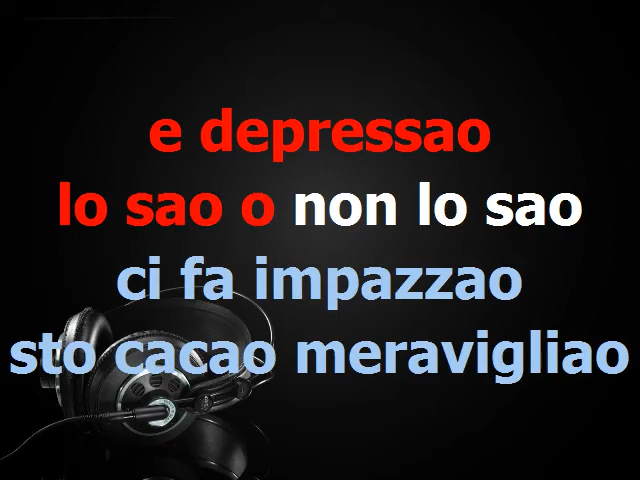 e depressao
lo sao o non lo sao
ci fa impazzao
sto cacao meravigliao